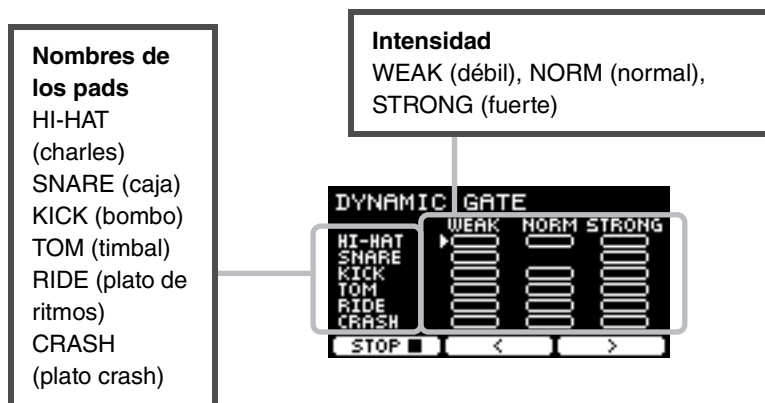 Nombres de
los pads
HI-HAT
(charles)
SNARE (caja)
KICK (bombo)
TOM (timbal)
RIDE (plato de
ritmos)
CRASH
(plato crash)
Intensidad
WEAK (débil), NORM (normal),
STRONG (fuerte)
DYNAMIC GATE
WEAK NORM STRONG
HI-HAT
SNARE
KICK
TOM
RIDE
CRASH
STOP ■ < >